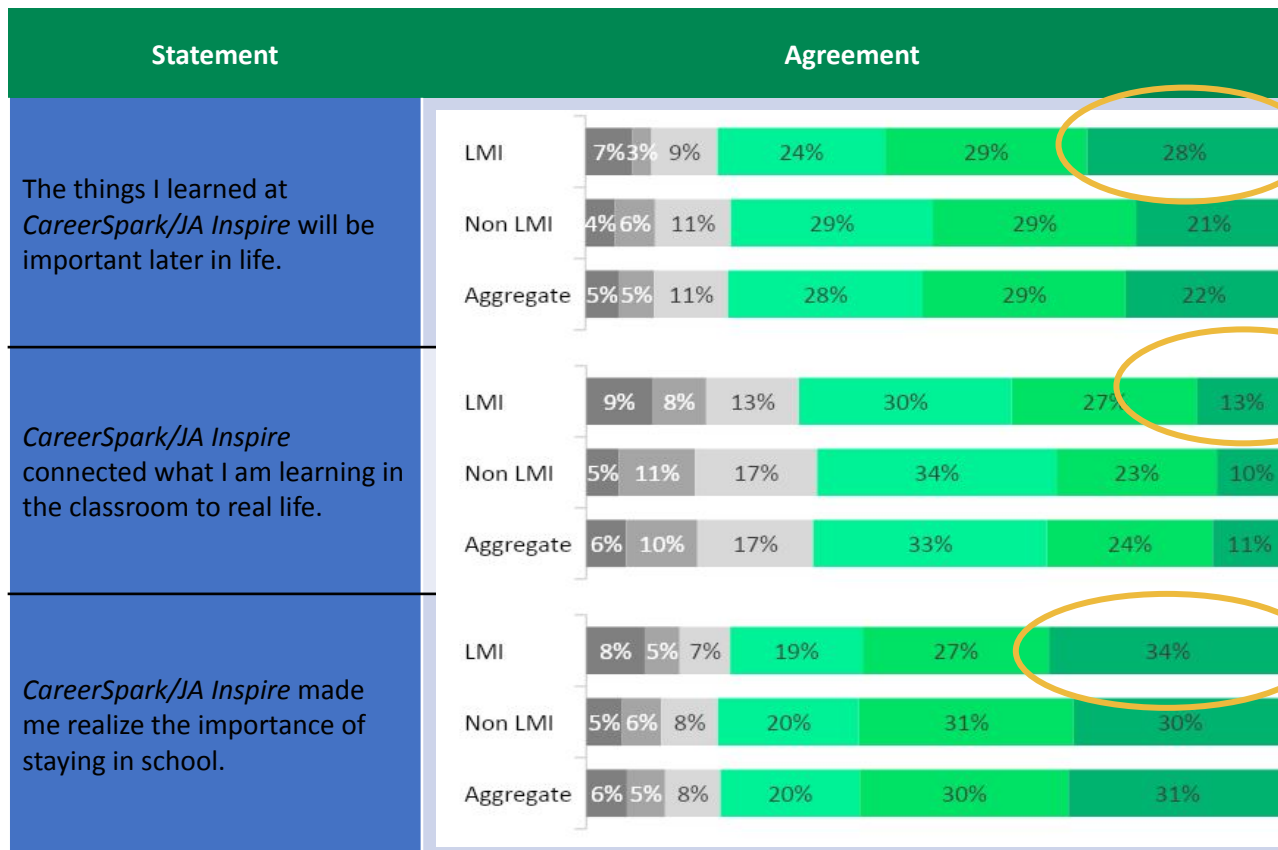 Statement
Agreement
The things I learned at
CareerSpark/JA Inspire will be
important later in life.
LMI 7% 3% 9% 24% 29% 28%
Non LMI 4% 6% 11% 29% 29% 21%
Aggregate 5% 5% 11% 28% 29% 22%
CareerSpark/JA Inspire
connected what I am learning in
the classroom to real life.
LMI 9% 8% 13% 30% 27% 13%
Non LMI 5% 11% 17% 34% 23% 10%
Aggregate 6% 10% 17% 33% 24% 11%
CareerSpark/JA Inspire made
me realize the importance of
staying in school.
LMI 8% 5% 7% 19% 27% 34%
Non LMI 5% 6% 8% 20% 31% 30%
Aggregate 6% 5% 8% 20% 30% 31%